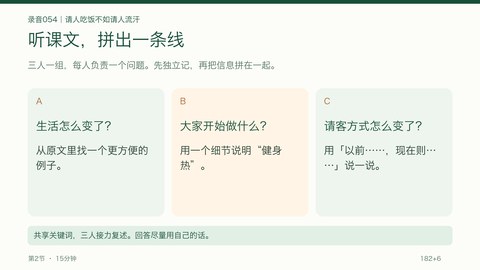 录音054｜请人吃饭不如请人流汗
听课文，拼出一条线
三人一组，每人负责一个问题。先独立记，再把信息拼在一起。
A
生活怎么变了？
从原文里找一个更方便的
例子。
B
大家开始做什么？
用一个细节说明“健身
热”。
C
请客方式怎么变了？
用「以前……，现在则…
…」说一说。
共享关键词，三人接力复述。回答尽量用自己的话。
第2节 · 15分钟
182+6